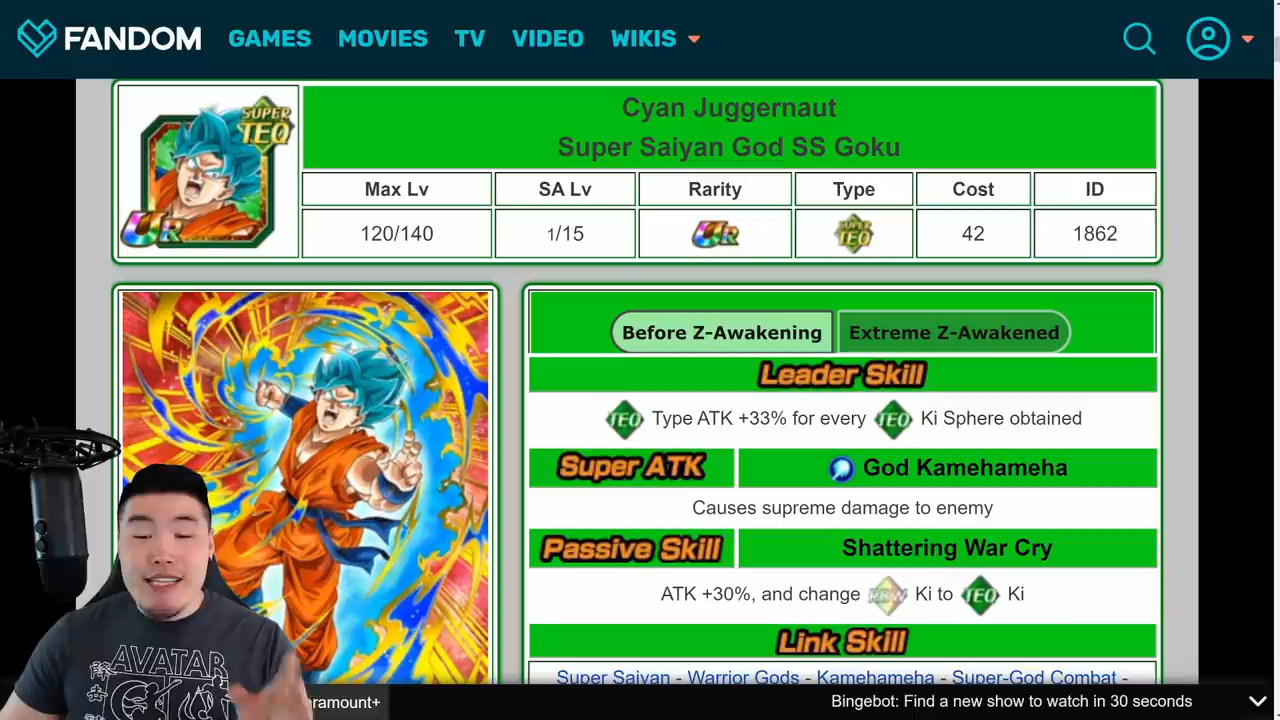 FANDOM GAMES MOVIES TV VIDEO WIKIS
SUPER TEQ
UR
Cyan Juggernaut
Super Saiyan God SS Goku
Max Lv SA Lv Rarity Type Cost ID
120/140 1/15 UR SUPER TEQ 42 1862
Before Z-Awakening Extreme Z-Awakened
Leader Skill
TEQ Type ATK +33% for every TEQ Ki Sphere obtained
Super ATK God Kamehameha
Causes supreme damage to enemy
Passive Skill Shattering War Cry
ATK +30%, and change RBW Ki to TEQ Ki
Link Skill
Super Saiyan - Warrior Gods - Kamehameha - Super-God Combat -
AVATAR
ramount+ Bingebot: Find a new show to watch in 30 seconds